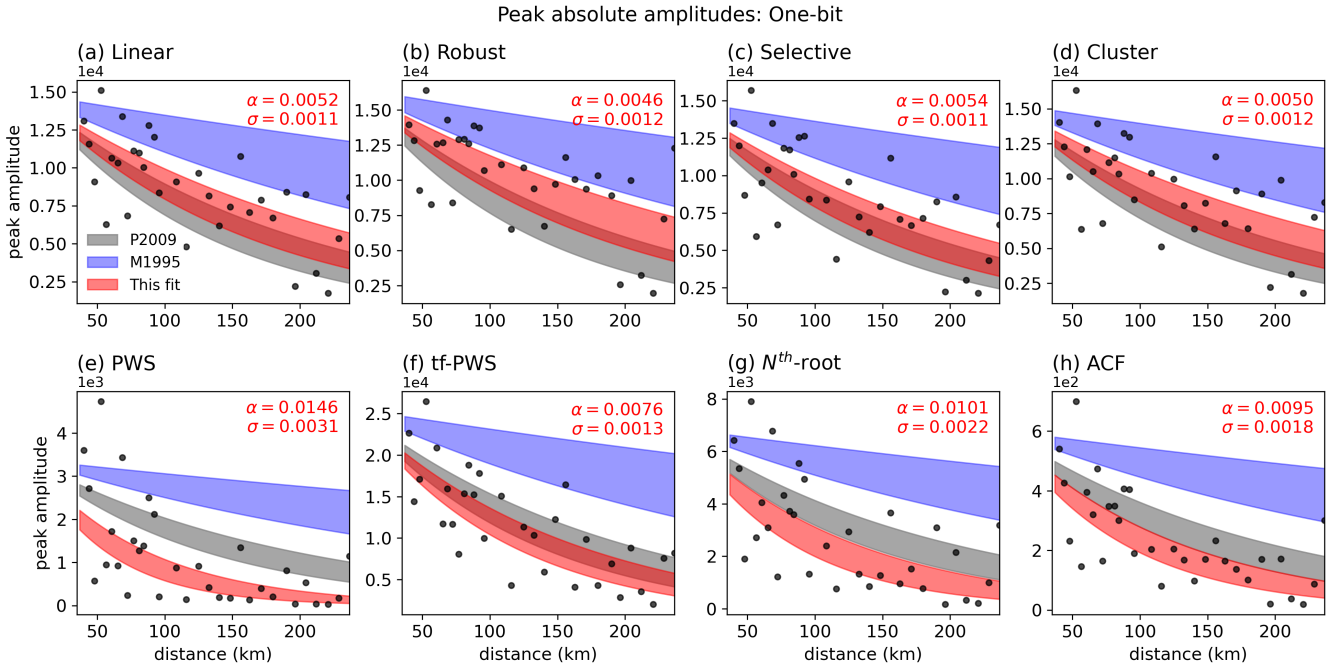 Peak absolute amplitudes: One-bit
(a) Linear
(b) Robust
(c) Selective
(d) Cluster
1e4
1e4
1e4
1e4
α = 0.0052
σ = 0.0011
α = 0.0046
σ = 0.0012
α = 0.0054
σ = 0.0011
α = 0.0050
σ = 0.0012
peak amplitude
1.50
1.25
1.00
0.75
0.50
0.25
P2009
M1995
This fit
50 100 150 200
1.50
1.25
1.00
0.75
0.50
0.25
50 100 150 200
1.50
1.25
1.00
0.75
0.50
0.25
50 100 150 200
1.50
1.25
1.00
0.75
0.50
0.25
50 100 150 200
(e) PWS
(f) tf-PWS
(g) Nth-root
(h) ACF
1e3
1e4
1e3
1e2
α = 0.0146
σ = 0.0031
α = 0.0076
σ = 0.0013
α = 0.0101
σ = 0.0022
α = 0.0095
σ = 0.0018
peak amplitude
4
3
2
1
0
50 100 150 200
distance (km)
2.5
2.0
1.5
1.0
0.5
50 100 150 200
distance (km)
8
6
4
2
0
50 100 150 200
distance (km)
6
4
2
0
50 100 150 200
distance (km)